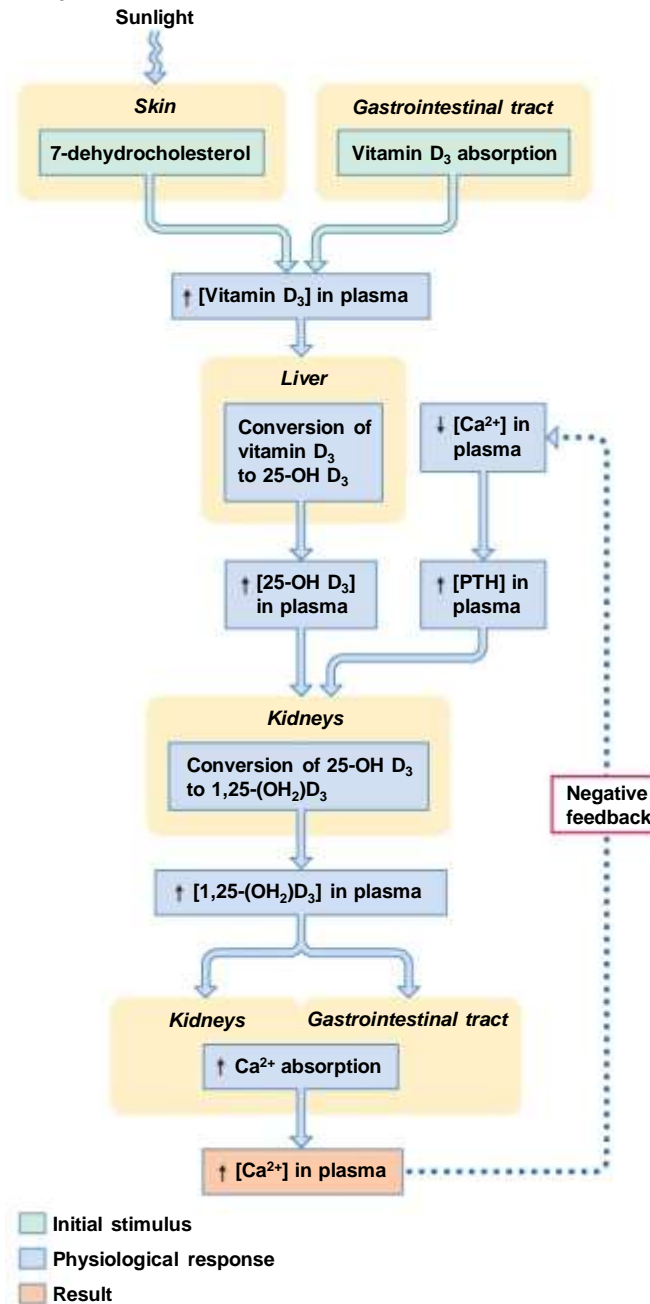 Sunlight
Skin
7-dehydrocholesterol
Gastrointestinal tract
Vitamin D₃ absorption
↑ [Vitamin D₃] in plasma
Liver
Conversion of
vitamin D₃
to 25-OH D₃
↓ [Ca²⁺] in
plasma
↑ [25-OH D₃]
in plasma
↑ [PTH] in
plasma
Kidneys
Conversion of 25-OH D₃
to 1,25-(OH₂)D₃
Negative
feedback
↑ [1,25-(OH₂)D₃] in plasma
Kidneys
Gastrointestinal tract
↑ Ca²⁺ absorption
↑ [Ca²⁺] in plasma
Initial stimulus
Physiological response
Result